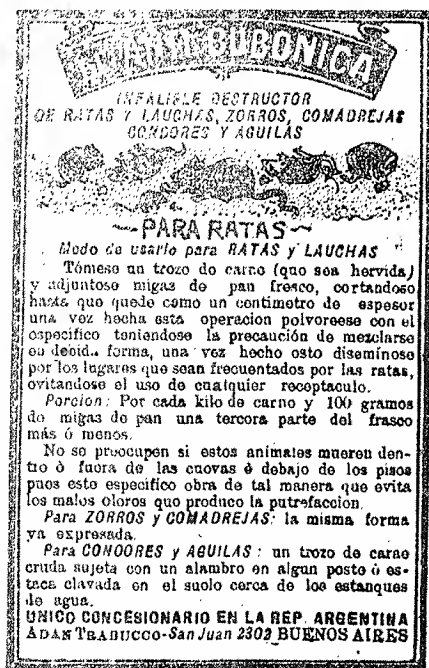 LA ANTI-BUBONICA
INFALIBLE DESTRUCTOR
DE RATAS Y LAUCHAS, ZORROS, COMADREJAS
CONDORES Y AGUILAS
PARA RATAS
Modo de usarlo para RATAS y LAUCHAS
Tómese un trozo de carne (que sea hervida)
y adjuntose migas de pan fresco, cortandose
hasta que quede como un centimetro de espesor
una vez hecha esta operacion polvoreese con el
especifico teniendose la precaución de mezclarse
en debida forma, una vez hecho esto diseminose
por los lugares que sean frecuentados por las ratas,
evitandose el uso de cualquier receptaculo.
Porcion: Por cada kilo de carne y 100 gramos
de migas de pan una tercera parte del frasco
más ó menos.
No se preocupen si estos animales mueren den-
tro ò fuera de las cuevas ò debajo de los pisos
pues este especifico obra de tal manera que evita
los malos olores que produce la putrefaccion.
Para ZORROS y COMADREJAS: la misma forma
ya expresada.
Para CONDORES y AGUILAS: un trozo de carne
cruda sujeta con un alambre en algun poste ò es-
taca clavada en el suelo cerca de los estanques
de agua.
UNICO CONCESIONARIO EN LA REP. ARGENTINA
ADAN TRABUCCO-San Juan 2302 BUENOS AIRES